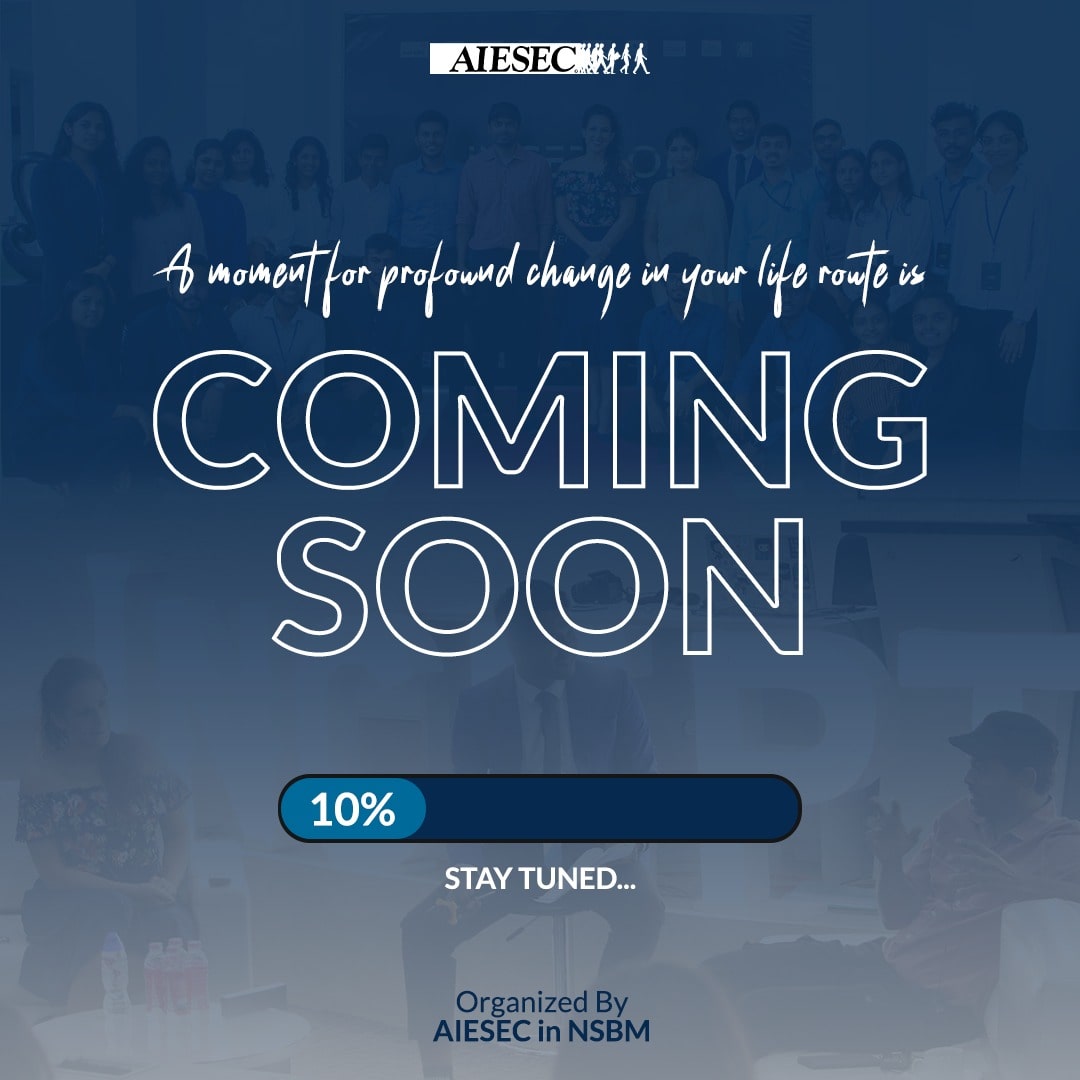 AIESEC
A moment for profound change in your life route is
COMING
SOON
10%
STAY TUNED...
Organized By
AIESEC in NSBM